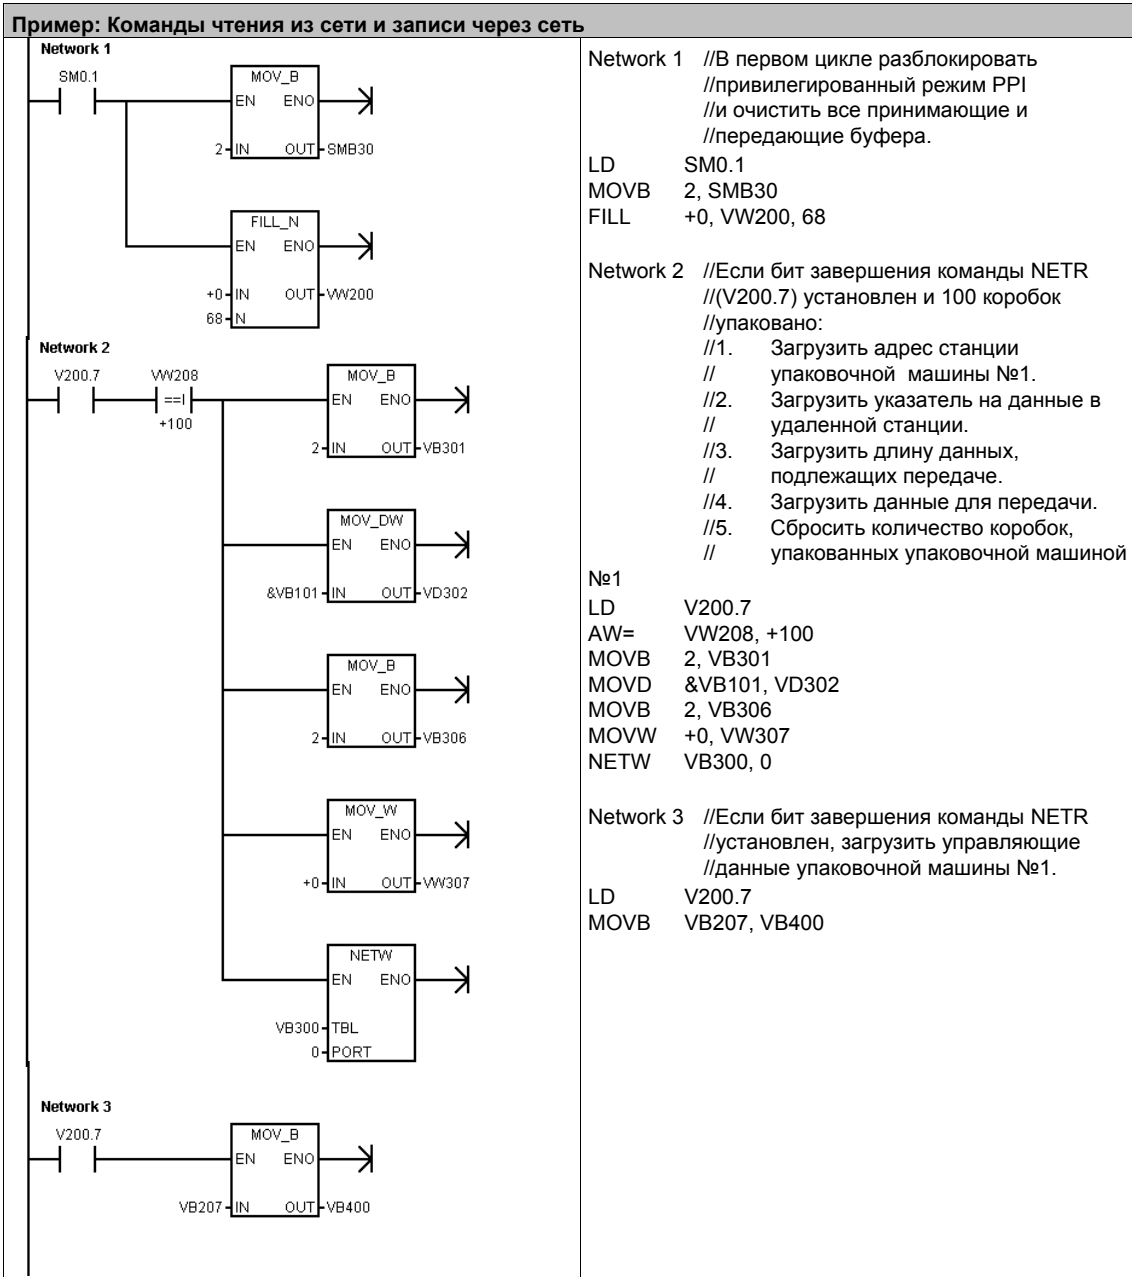 Пример: Команды чтения из сети и записи через сеть
Network 1
SM0.1
MOV_B
EN ENO
2 IN OUT SMB30
FILL_N
EN ENO
+0 IN OUT VW200
68 N
Network 2
V200.7 VW208
==I
+100
MOV_B
EN ENO
2 IN OUT VB301
MOV_DW
EN ENO
&VB101 IN OUT VD302
MOV_B
EN ENO
2 IN OUT VB306
MOV_W
EN ENO
+0 IN OUT VW307
NETW
EN ENO
VB300 TBL
0 PORT
Network 3
V200.7
MOV_B
EN ENO
VB207 IN OUT VB400
Network 1 //В первом цикле разблокировать
//привилегированный режим PPI
//и очистить все принимающие и
//передающие буфера.
LD SM0.1
MOVB 2, SMB30
FILL +0, VW200, 68
Network 2 //Если бит завершения команды NETR
//(V200.7) установлен и 100 коробок
//упаковано:
//1. Загрузить адрес станции
// упаковочной машины №1.
//2. Загрузить указатель на данные в
// удаленной станции.
//3. Загрузить длину данных,
// подлежащих передаче.
//4. Загрузить данные для передачи.
//5. Сбросить количество коробок,
// упакованных упаковочной машиной
№1
LD V200.7
AW= VW208, +100
MOVB 2, VB301
MOVD &VB101, VD302
MOVB 2, VB306
MOVW +0, VW307
NETW VB300, 0
Network 3 //Если бит завершения команды NETR
//установлен, загрузить управляющие
//данные упаковочной машины №1.
LD V200.7
MOVB VB207, VB400